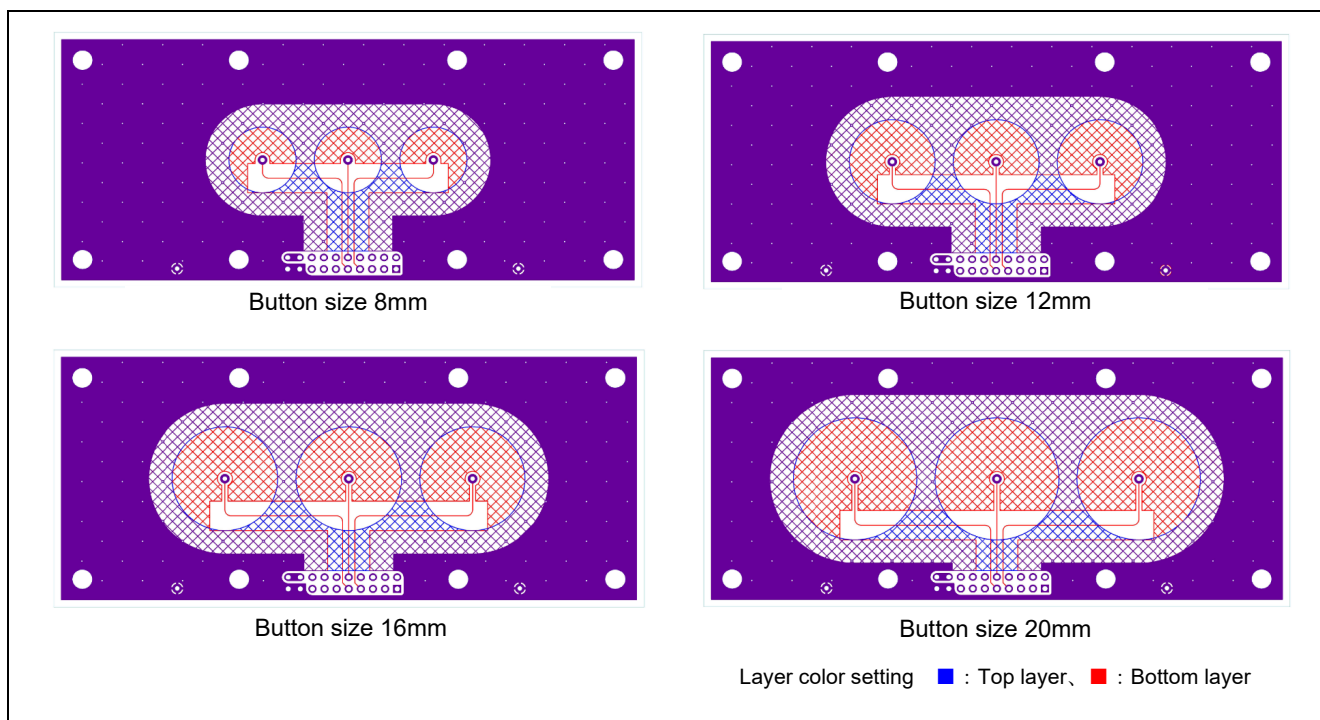 Button size 8mm
Button size 12mm
Button size 16mm
Button size 20mm
Layer color setting ■：Top layer、■：Bottom layer